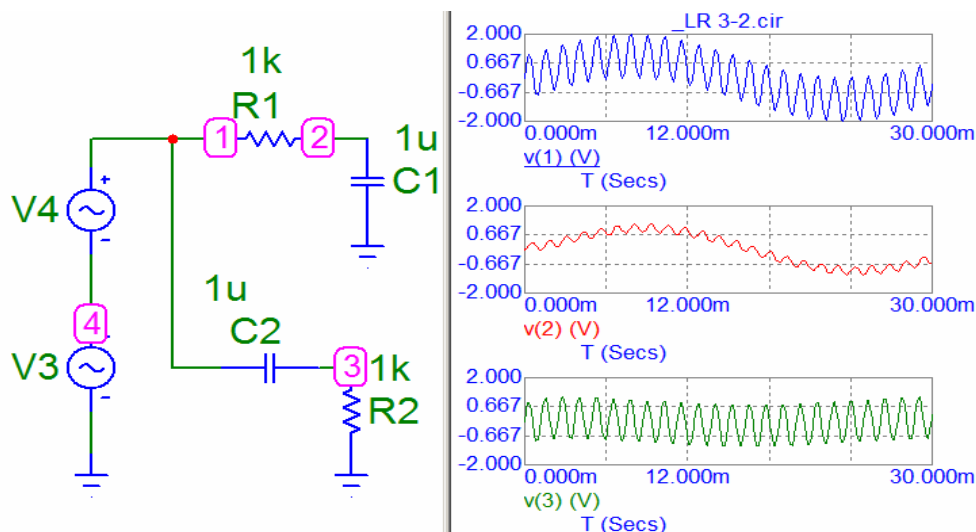 1k
R1
1
2
1u
C1
V4
+
-
4
V3
-
-
1u
C2
3
1k
R2
_LR 3-2.cir
2.000
0.667
-0.667
-2.000
0.000m 12.000m 30.000m
v(1) (V)
T (Secs)
2.000
0.667
-0.667
-2.000
0.000m 12.000m 30.000m
v(2) (V)
T (Secs)
2.000
0.667
-0.667
-2.000
0.000m 12.000m 30.000m
v(3) (V)
T (Secs)